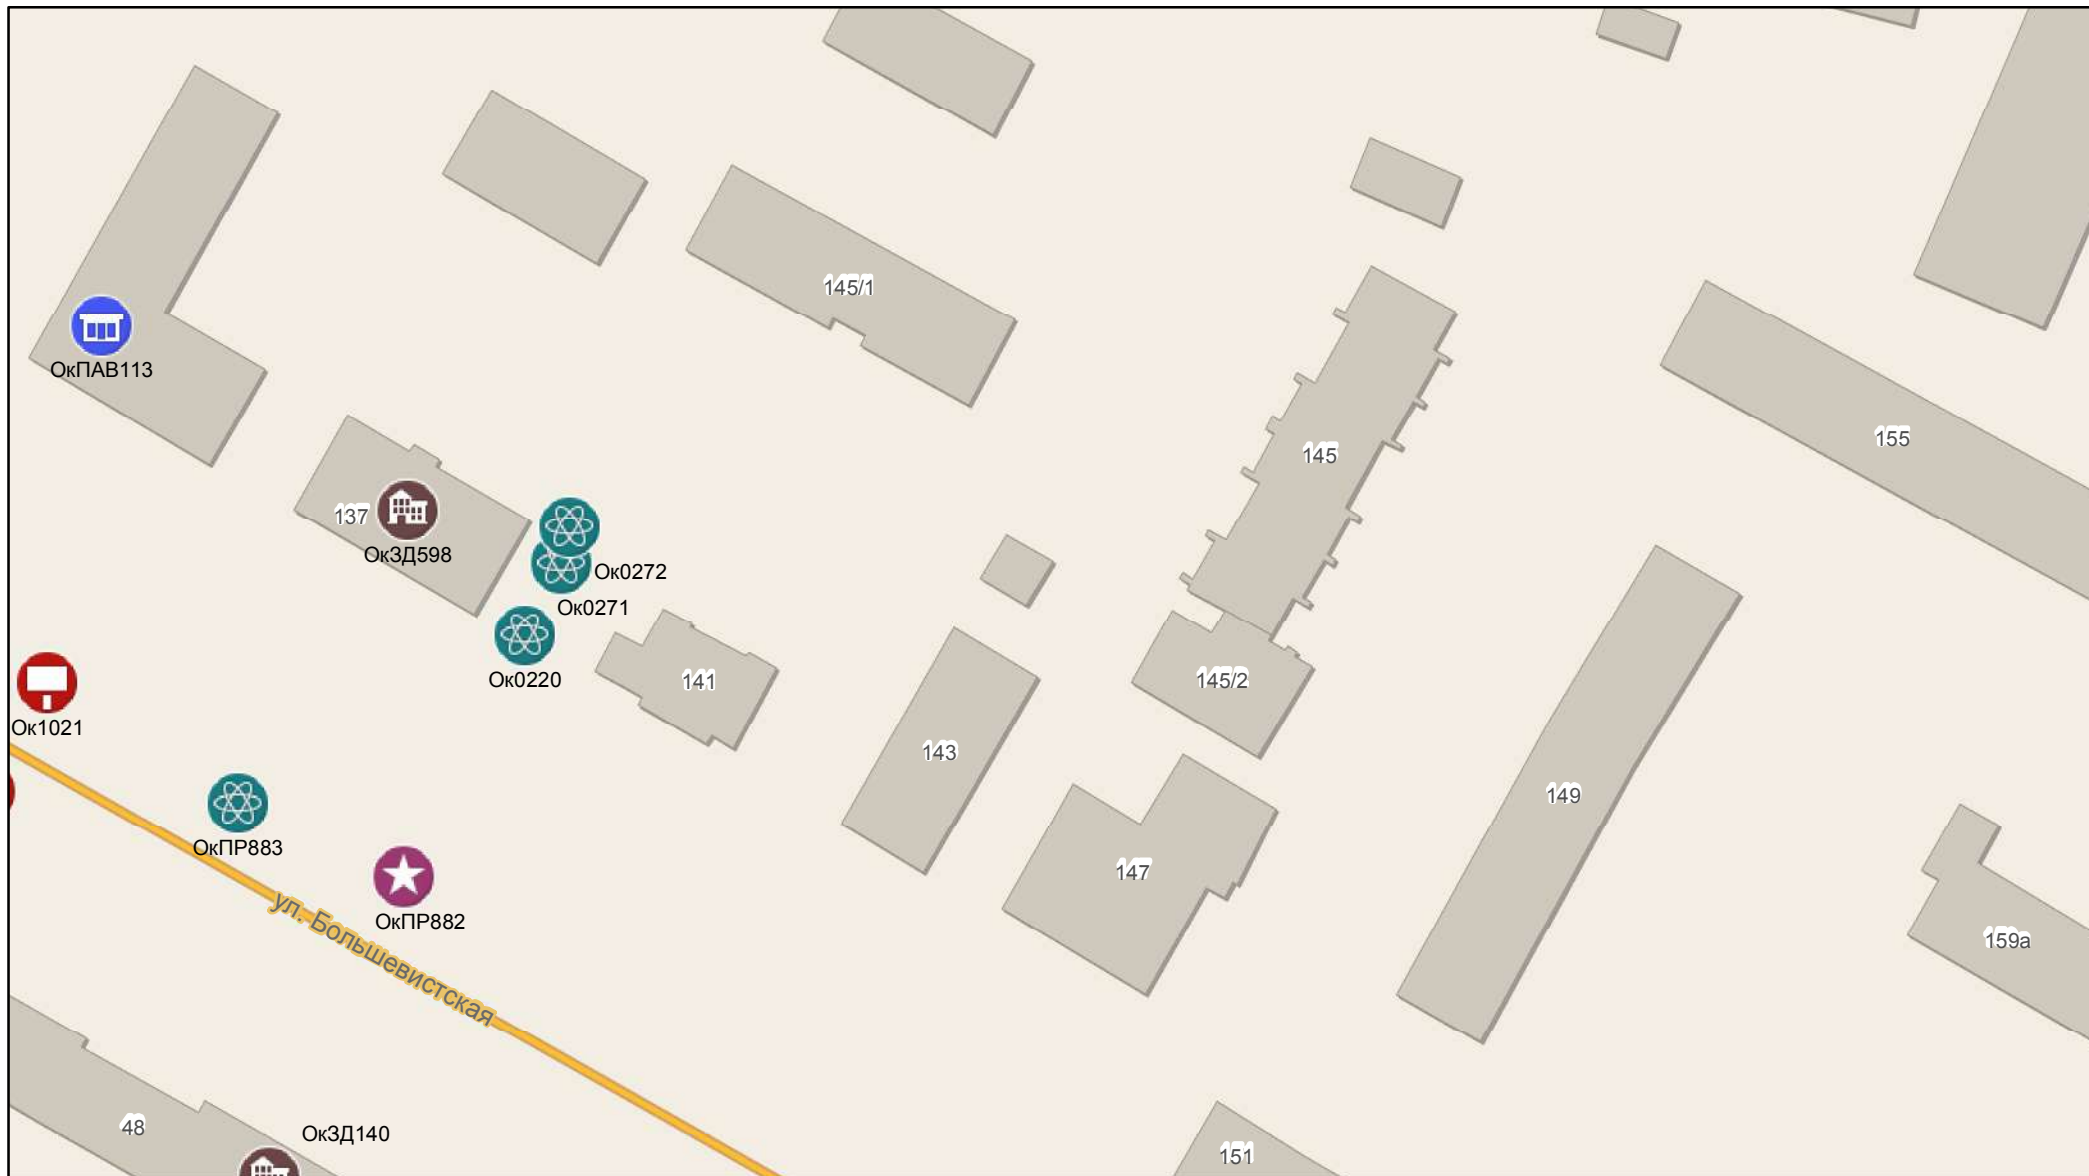 145/1
ОкПАВ113
155
145
137
ОкЗД598
Ок0272
Ок0271
Ок0220
141
145/2
Ок1021
143
149
ОкПР883
147
ОкПР882
ул. Большевистская
159а
48
ОкЗД140
151